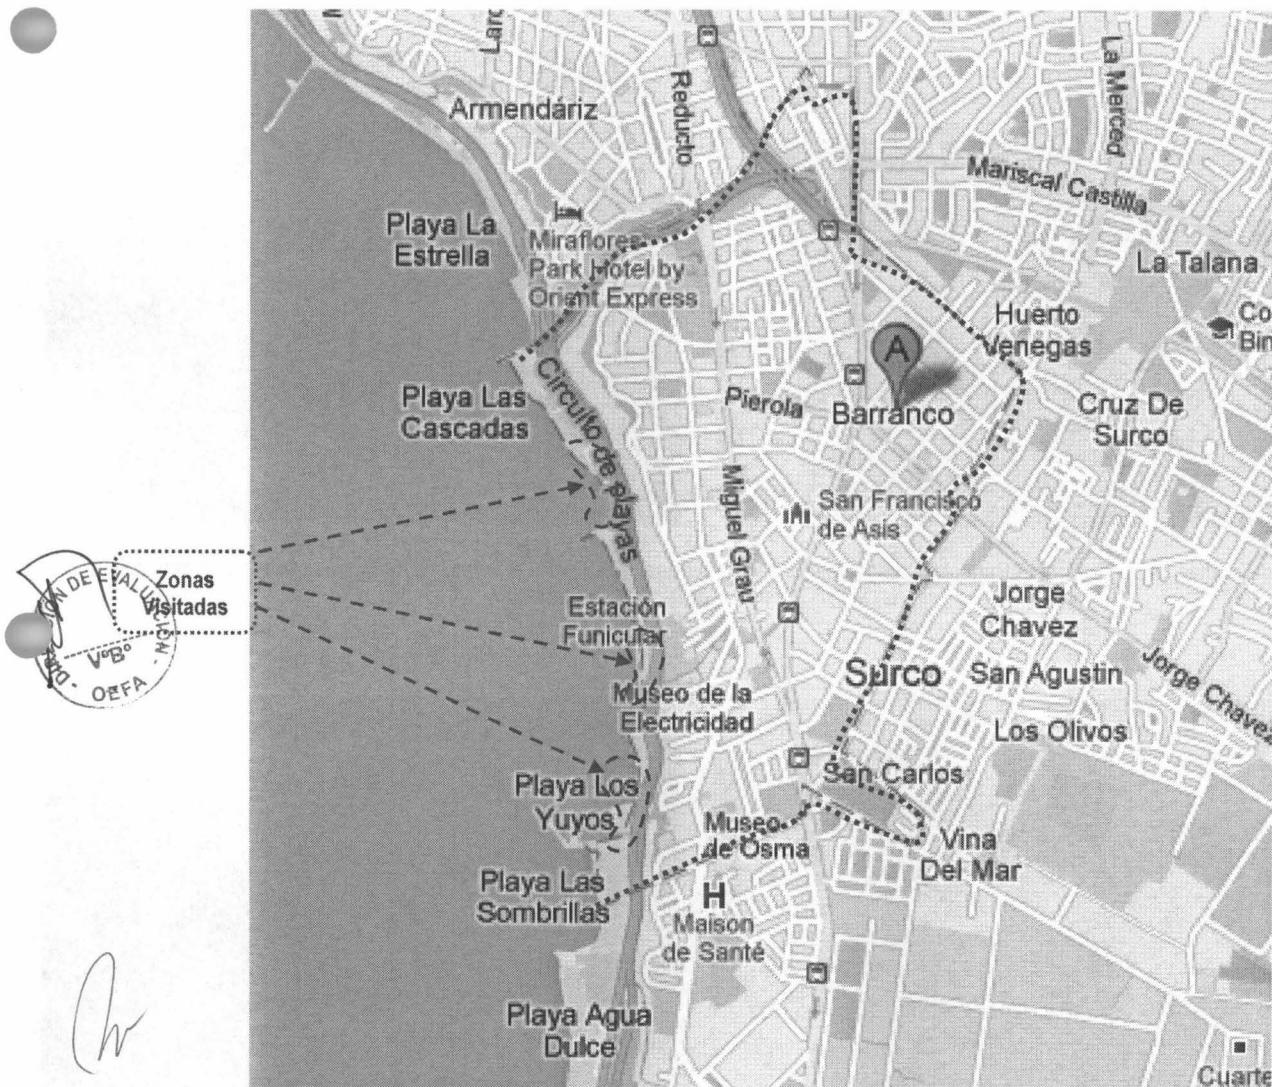 Larc
Armendáriz
Reducto
La Merced
Mariscal Castilla
Playa La
Estrella
Miraflores
Park Hotel by
Orient Express
La Talana
Huerto
Venegas
Co
Bin
A
Circuito de playas
Playa Las
Cascadas
Pierola
Barranco
Cruz De
Surco
Miguel Grau
San Francisco
de Asis
Zonas
Visitadas
DE EVALUACIÓN
VºBº
OEFA
Estación
Funicular
Jorge
Chavez
Surco
San Agustin
Jorge Chavez
Museo de la
Electricidad
Los Olivos
San Carlos
Playa Los
Yuyos
Museo
de Osma
Vina
Del Mar
Playa Las
Sombrillas
H
Maison
de Santé
Playa Agua
Dulce
Cuarte